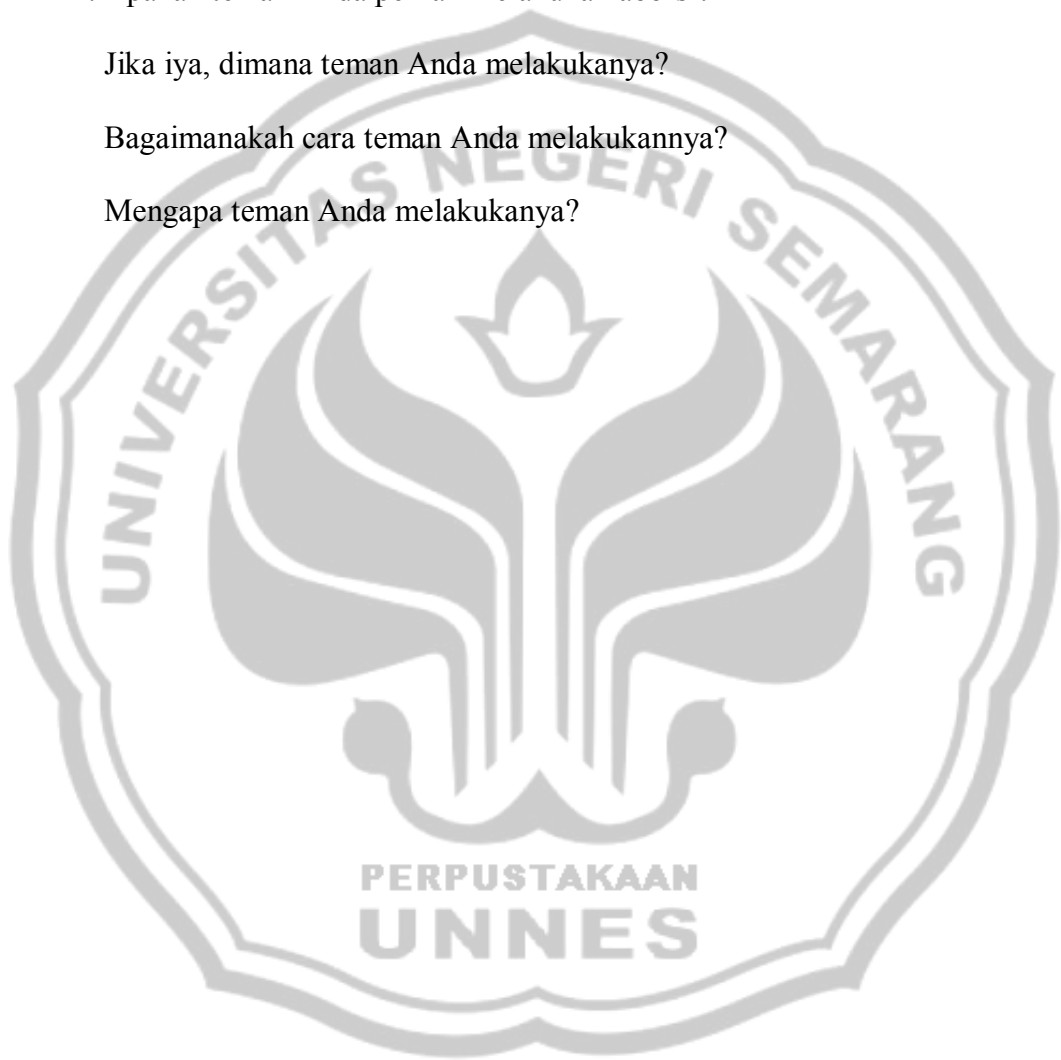 Jika iya, dimana teman Anda melakukanya?
Bagaimanakah cara teman Anda melakukannya?
Mengapa teman Anda melakukanya?
UNIVERSITAS NEGERI SEMARANG
PERPUSTAKAAN
UNNES